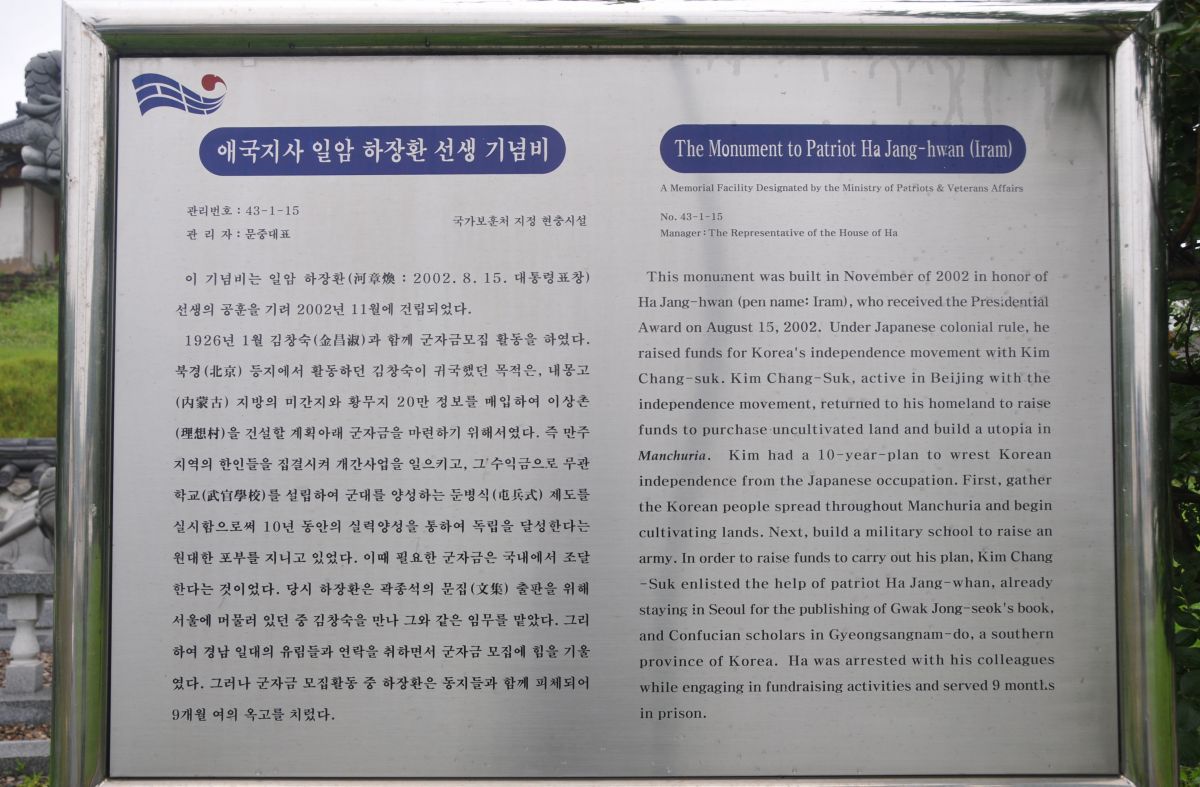 애국지사 일암 하장환 선생 기념비
관리번호 : 43-1-15
관 리 자 : 문중대표
국가보훈처 지정 현충시설
이 기념비는 일암 하장환(河章煥 : 2002. 8. 15. 대통령표창)
선생의 공훈을 기려 2002년 11월에 건립되었다.
1926년 1월 김창숙(金昌淑)과 함께 군자금모집 활동을 하였다.
북경(北京) 등지에서 활동하던 김창숙이 귀국했던 목적은, 내몽고
(內蒙古) 지방의 미간지와 황무지 20만 정보를 매입하여 이상촌
(理想村)을 건설할 계획아래 군자금을 마련하기 위해서였다. 즉 만주
지역의 한인들을 집결시켜 개간사업을 일으키고, 그 수익금으로 무관
학교(武官學校)를 설립하여 군대를 양성하는 둔병식(屯兵式) 제도를
실시함으로써 10년 동안의 실력양성을 통하여 독립을 달성한다는
원대한 포부를 지니고 있었다. 이때 필요한 군자금은 국내에서 조달
한다는 것이었다. 당시 하장환은 곽종석의 문집(文集) 출판을 위해
서울에 머물러 있던 중 김창숙을 만나 그와 같은 임무를 맡았다. 그리
하여 경남 일대의 유림들과 연락을 취하면서 군자금 모집에 힘을 기울
였다. 그러나 군자금 모집활동 중 하장환은 동지들과 함께 피체되어
9개월 여의 옥고를 치렀다.
The Monument to Patriot Ha Jang-hwan (Iram)
A Memorial Facility Designated by the Ministry of Patriots & Veterans Affairs
No. 43-1-15
Manager : The Representative of the House of Ha
This monument was built in November of 2002 in honor of
Ha Jang-hwan (pen name: Iram), who received the Presidential
Award on August 15, 2002. Under Japanese colonial rule, he
raised funds for Korea's independence movement with Kim
Chang-suk. Kim Chang-Suk, active in Beijing with the
independence movement, returned to his homeland to raise
funds to purchase uncultivated land and build a utopia in
Manchuria. Kim had a 10-year-plan to wrest Korean
independence from the Japanese occupation. First, gather
the Korean people spread throughout Manchuria and begin
cultivating lands. Next, build a military school to raise an
army. In order to raise funds to carry out his plan, Kim Chang
-Suk enlisted the help of patriot Ha Jang-whan, already
staying in Seoul for the publishing of Gwak Jong-seok's book,
and Confucian scholars in Gyeongsangnam-do, a southern
province of Korea. Ha was arrested with his colleagues
while engaging in fundraising activities and served 9 months
in prison.